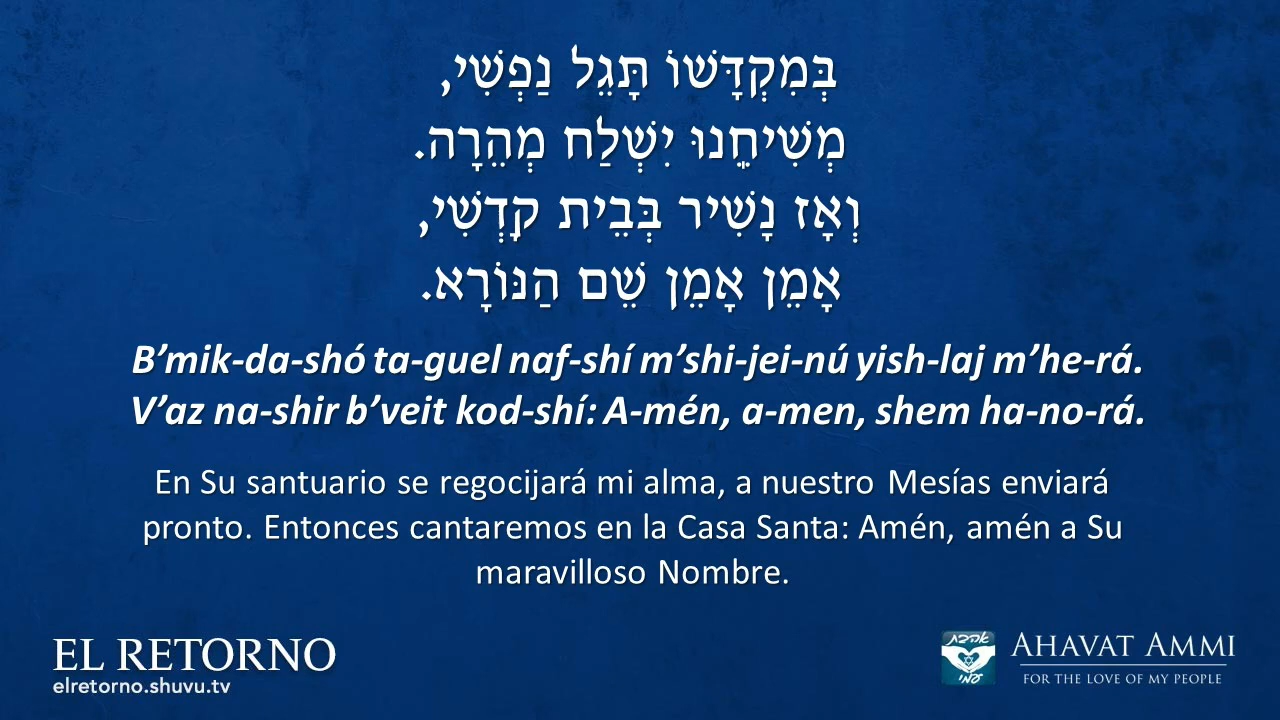 בְּמִקְדָּשׁוֹ תָּגֵל נַפְשִׁי,
מְשִׁיחֵֽנוּ יִשְׁלַח מְהֵרָה.
וְאָז נָשִׁיר בְּבֵית קָדְשִׁי,
אָמֵן אָמֵן שֵׁם הַנּוֹרָא.
B’mik-da-shó ta-guel naf-shí m’shi-jei-nú yish-laj m’he-rá.
V’az na-shir b’veit kod-shí: A-mén, a-men, shem ha-no-rá.
En Su santuario se regocijará mi alma, a nuestro Mesías enviará
pronto. Entonces cantaremos en la Casa Santa: Amén, amén a Su
maravilloso Nombre.
EL RETORNO
elretorno.shuvu.tv
אהבת
עמי
AHAVAT AMMI
FOR THE LOVE OF MY PEOPLE